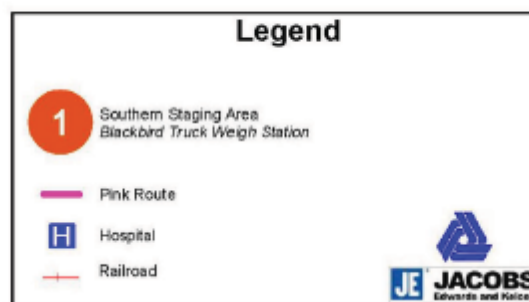 Legend
1
Southern Staging Area
Blackbird Truck Weigh Station
Pink Route
H
Hospital
Railroad
JE JACOBS
Edwards and Kelcey